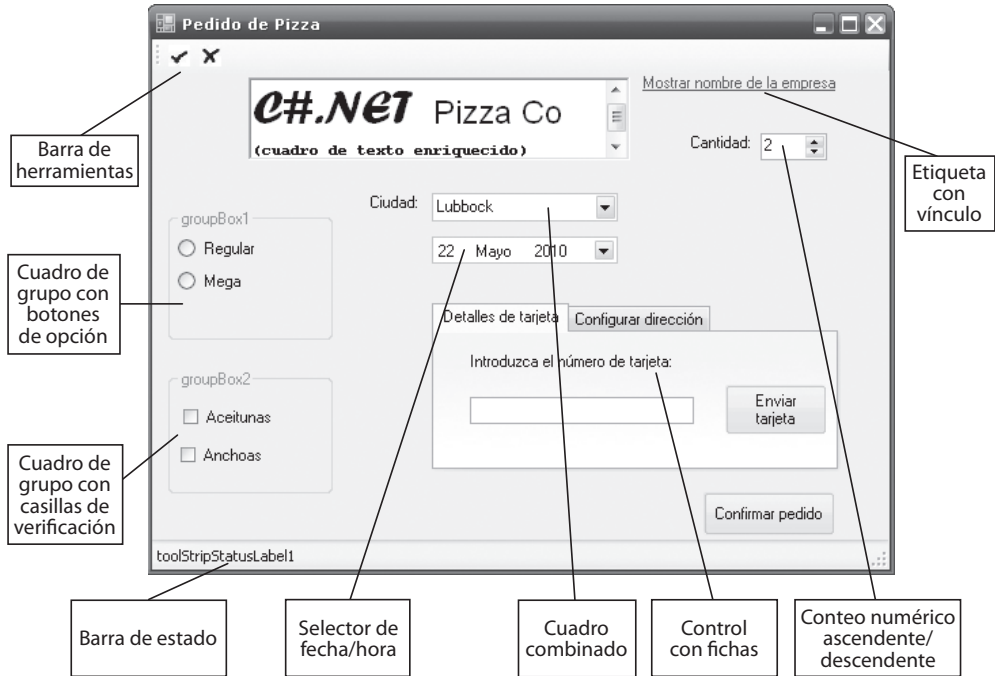 Pedido de Pizza
C#.NET Pizza Co
(cuadro de texto enriquecido)
Mostrar nombre de la empresa
Cantidad: 2
Barra de
herramientas
Etiqueta
con
vínculo
Ciudad: Lubbock
22 Mayo 2010
groupBox1
Regular
Mega
Cuadro de
grupo con
botones
de opción
Detalles de tarjeta Configurar dirección
Introduzca el número de tarjeta:
Enviar
tarjeta
groupBox2
Aceitunas
Anchoas
Cuadro de
grupo con
casillas de
verificación
Confirmar pedido
toolStripStatusLabel1
Barra de estado
Selector de
fecha/hora
Cuadro
combinado
Control
con fichas
Conteo numérico
ascendente/
descendente